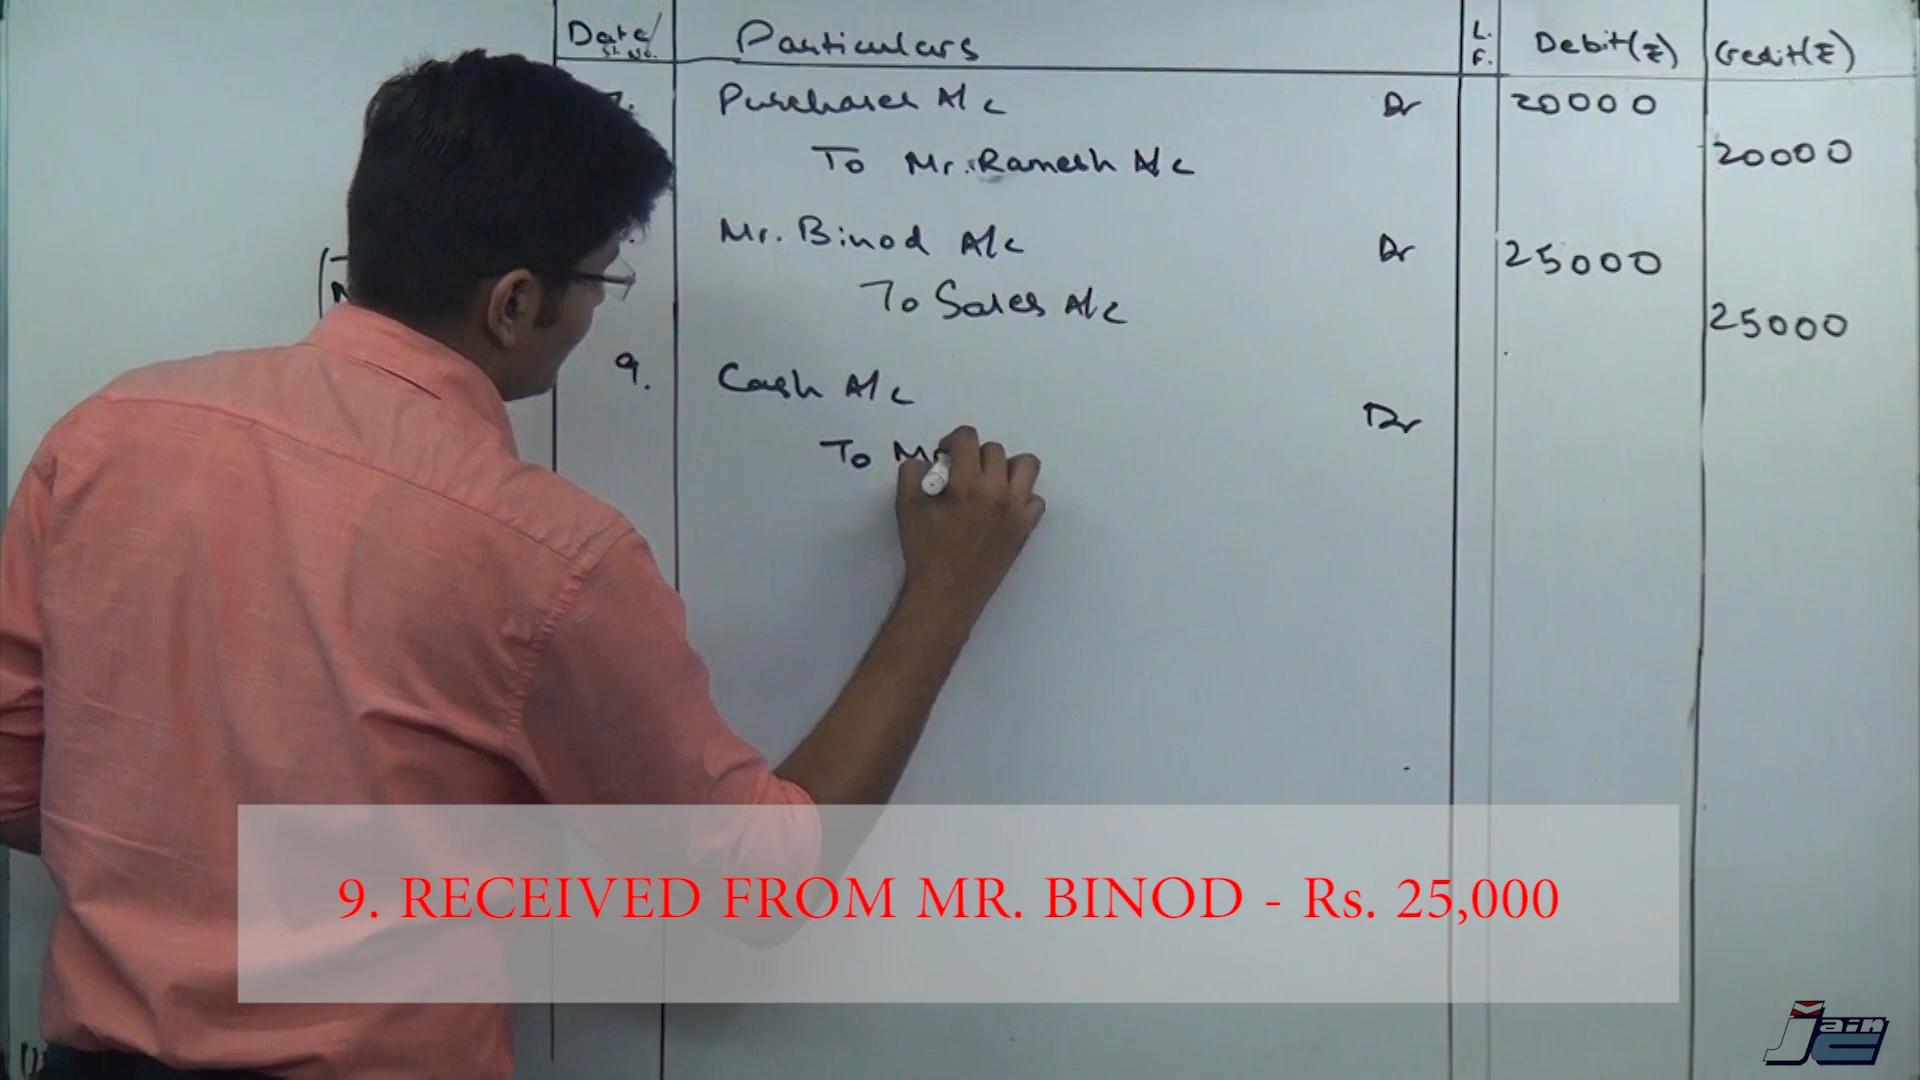 Date/ Particulars L. F. Debit(₹) Credit(₹)
Sl. No.
7. Purchases A/c Dr 20000
To Mr. Ramesh A/c 20000
Mr. Binod A/c Dr 25000
To Sales A/c 25000
9. Cash A/c Dr
To Mr
9. RECEIVED FROM MR. BINOD - Rs. 25,000
Jain